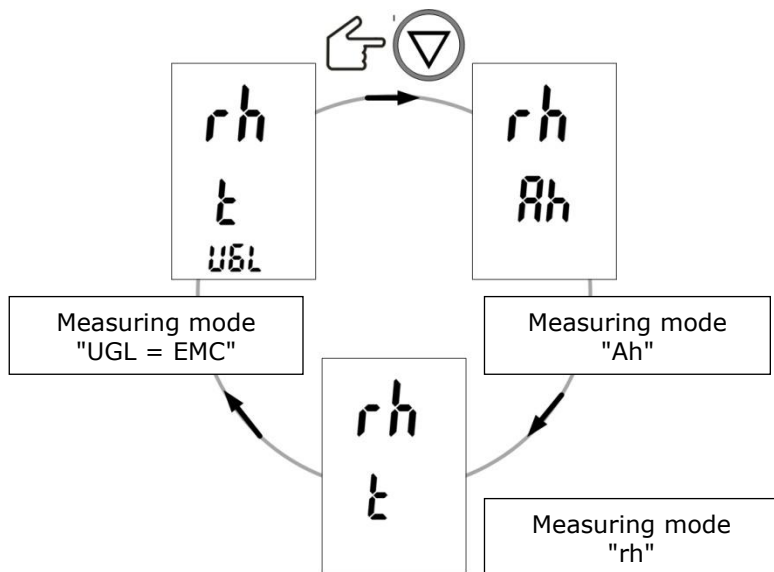 rh
t
UGL
rh
Ah
Measuring mode
"UGL = EMC"
Measuring mode
"Ah"
rh
t
Measuring mode
"rh"